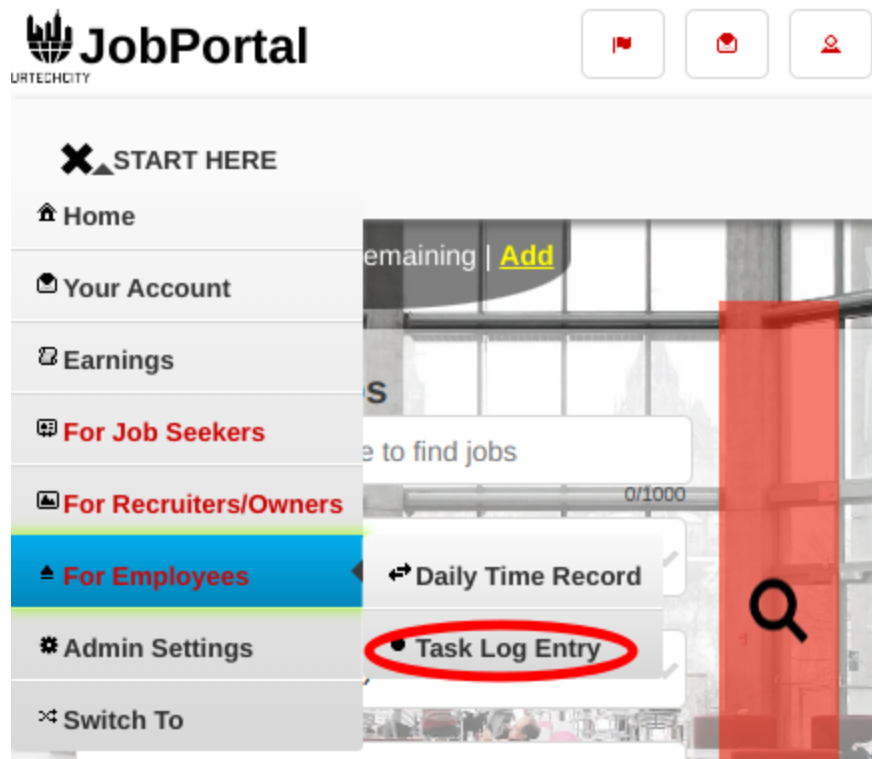 JobPortal
URTECHCITY
START HERE
Home
emaining | Add
Your Account
Earnings
s
For Job Seekers
e to find jobs
For Recruiters/Owners
0/1000
For Employees
Daily Time Record
Admin Settings
Task Log Entry
Switch To